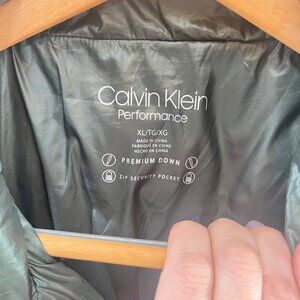 Calvin Klein
Performance
XL/TG/XG
MADE IN CHINA
FABRIQUÉ EN CHINE
HECHO EN CHINA
PREMIUM DOWN
ZIP SECURITY POCKET